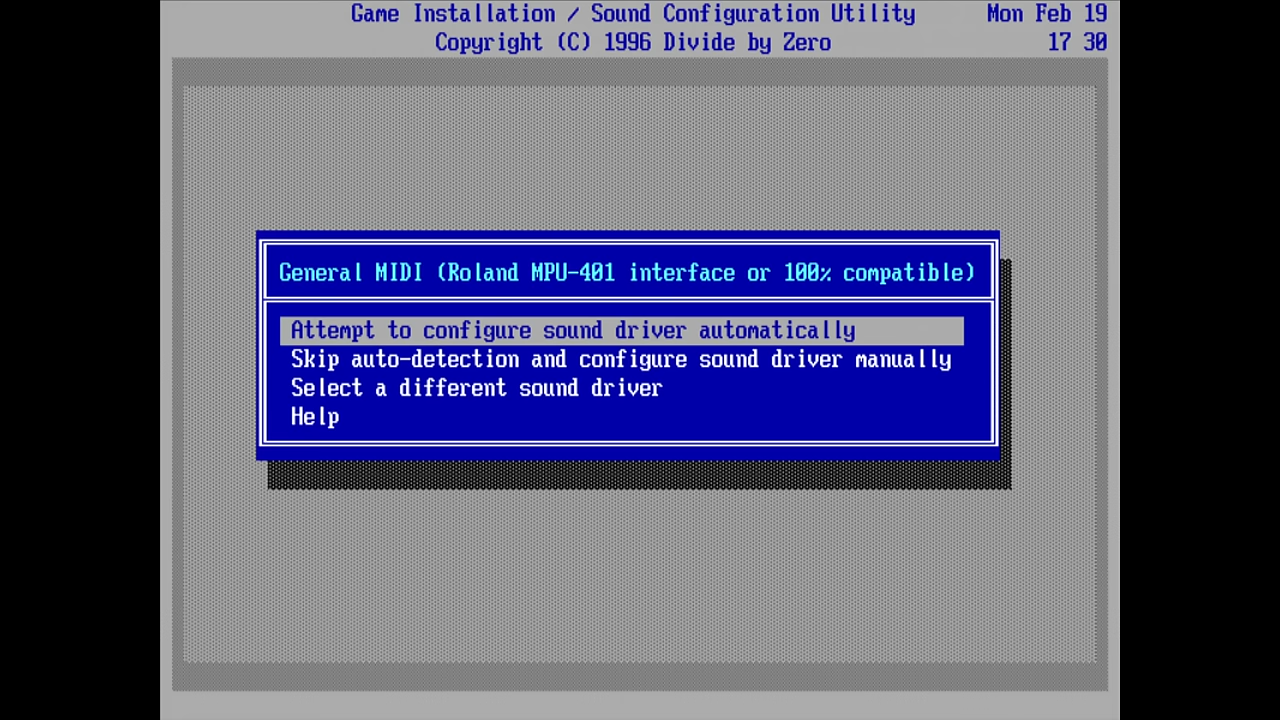 Game Installation / Sound Configuration Utility Mon Feb 19
Copyright (C) 1996 Divide by Zero 17 30
General MIDI (Roland MPU-401 interface or 100% compatible)
Attempt to configure sound driver automatically
Skip auto-detection and configure sound driver manually
Select a different sound driver
Help